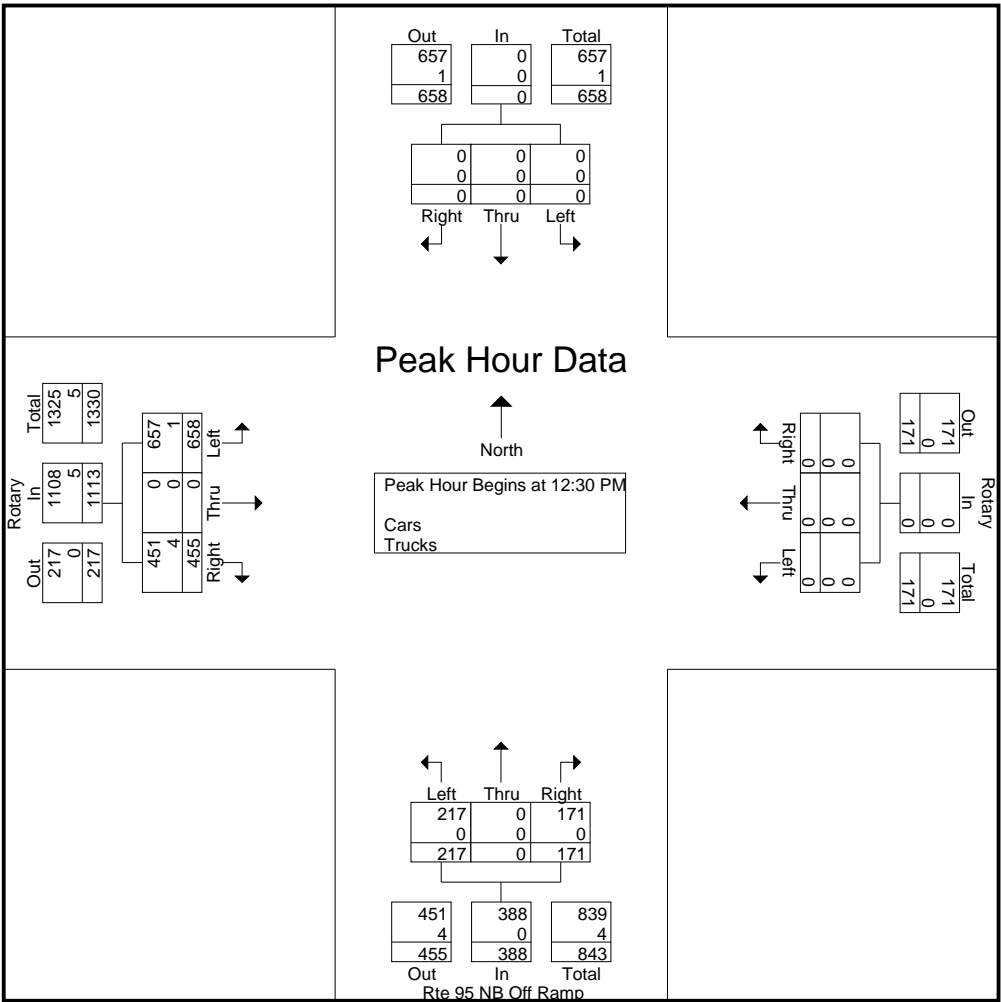 Out In Total
657 0 657
1 0 1
658 0 658
0 0 0
0 0 0
0 0 0
Right Thru Left
Peak Hour Data
North
Peak Hour Begins at 12:30 PM
Cars
Trucks
Rotary
Total In Out
1325 1108 217
5 5 0
1330 1113 217
657 0 451
1 0 4
658 0 455
Left Thru Right
Rotary
Out In Total
171 0 171
0 0 0
171 0 171
0 0 0
0 0 0
0 0 0
Right Thru Left
Left Thru Right
217 0 171
0 0 0
217 0 171
451 388 839
4 0 4
455 388 843
Out In Total
Rte 95 NB Off Ramp